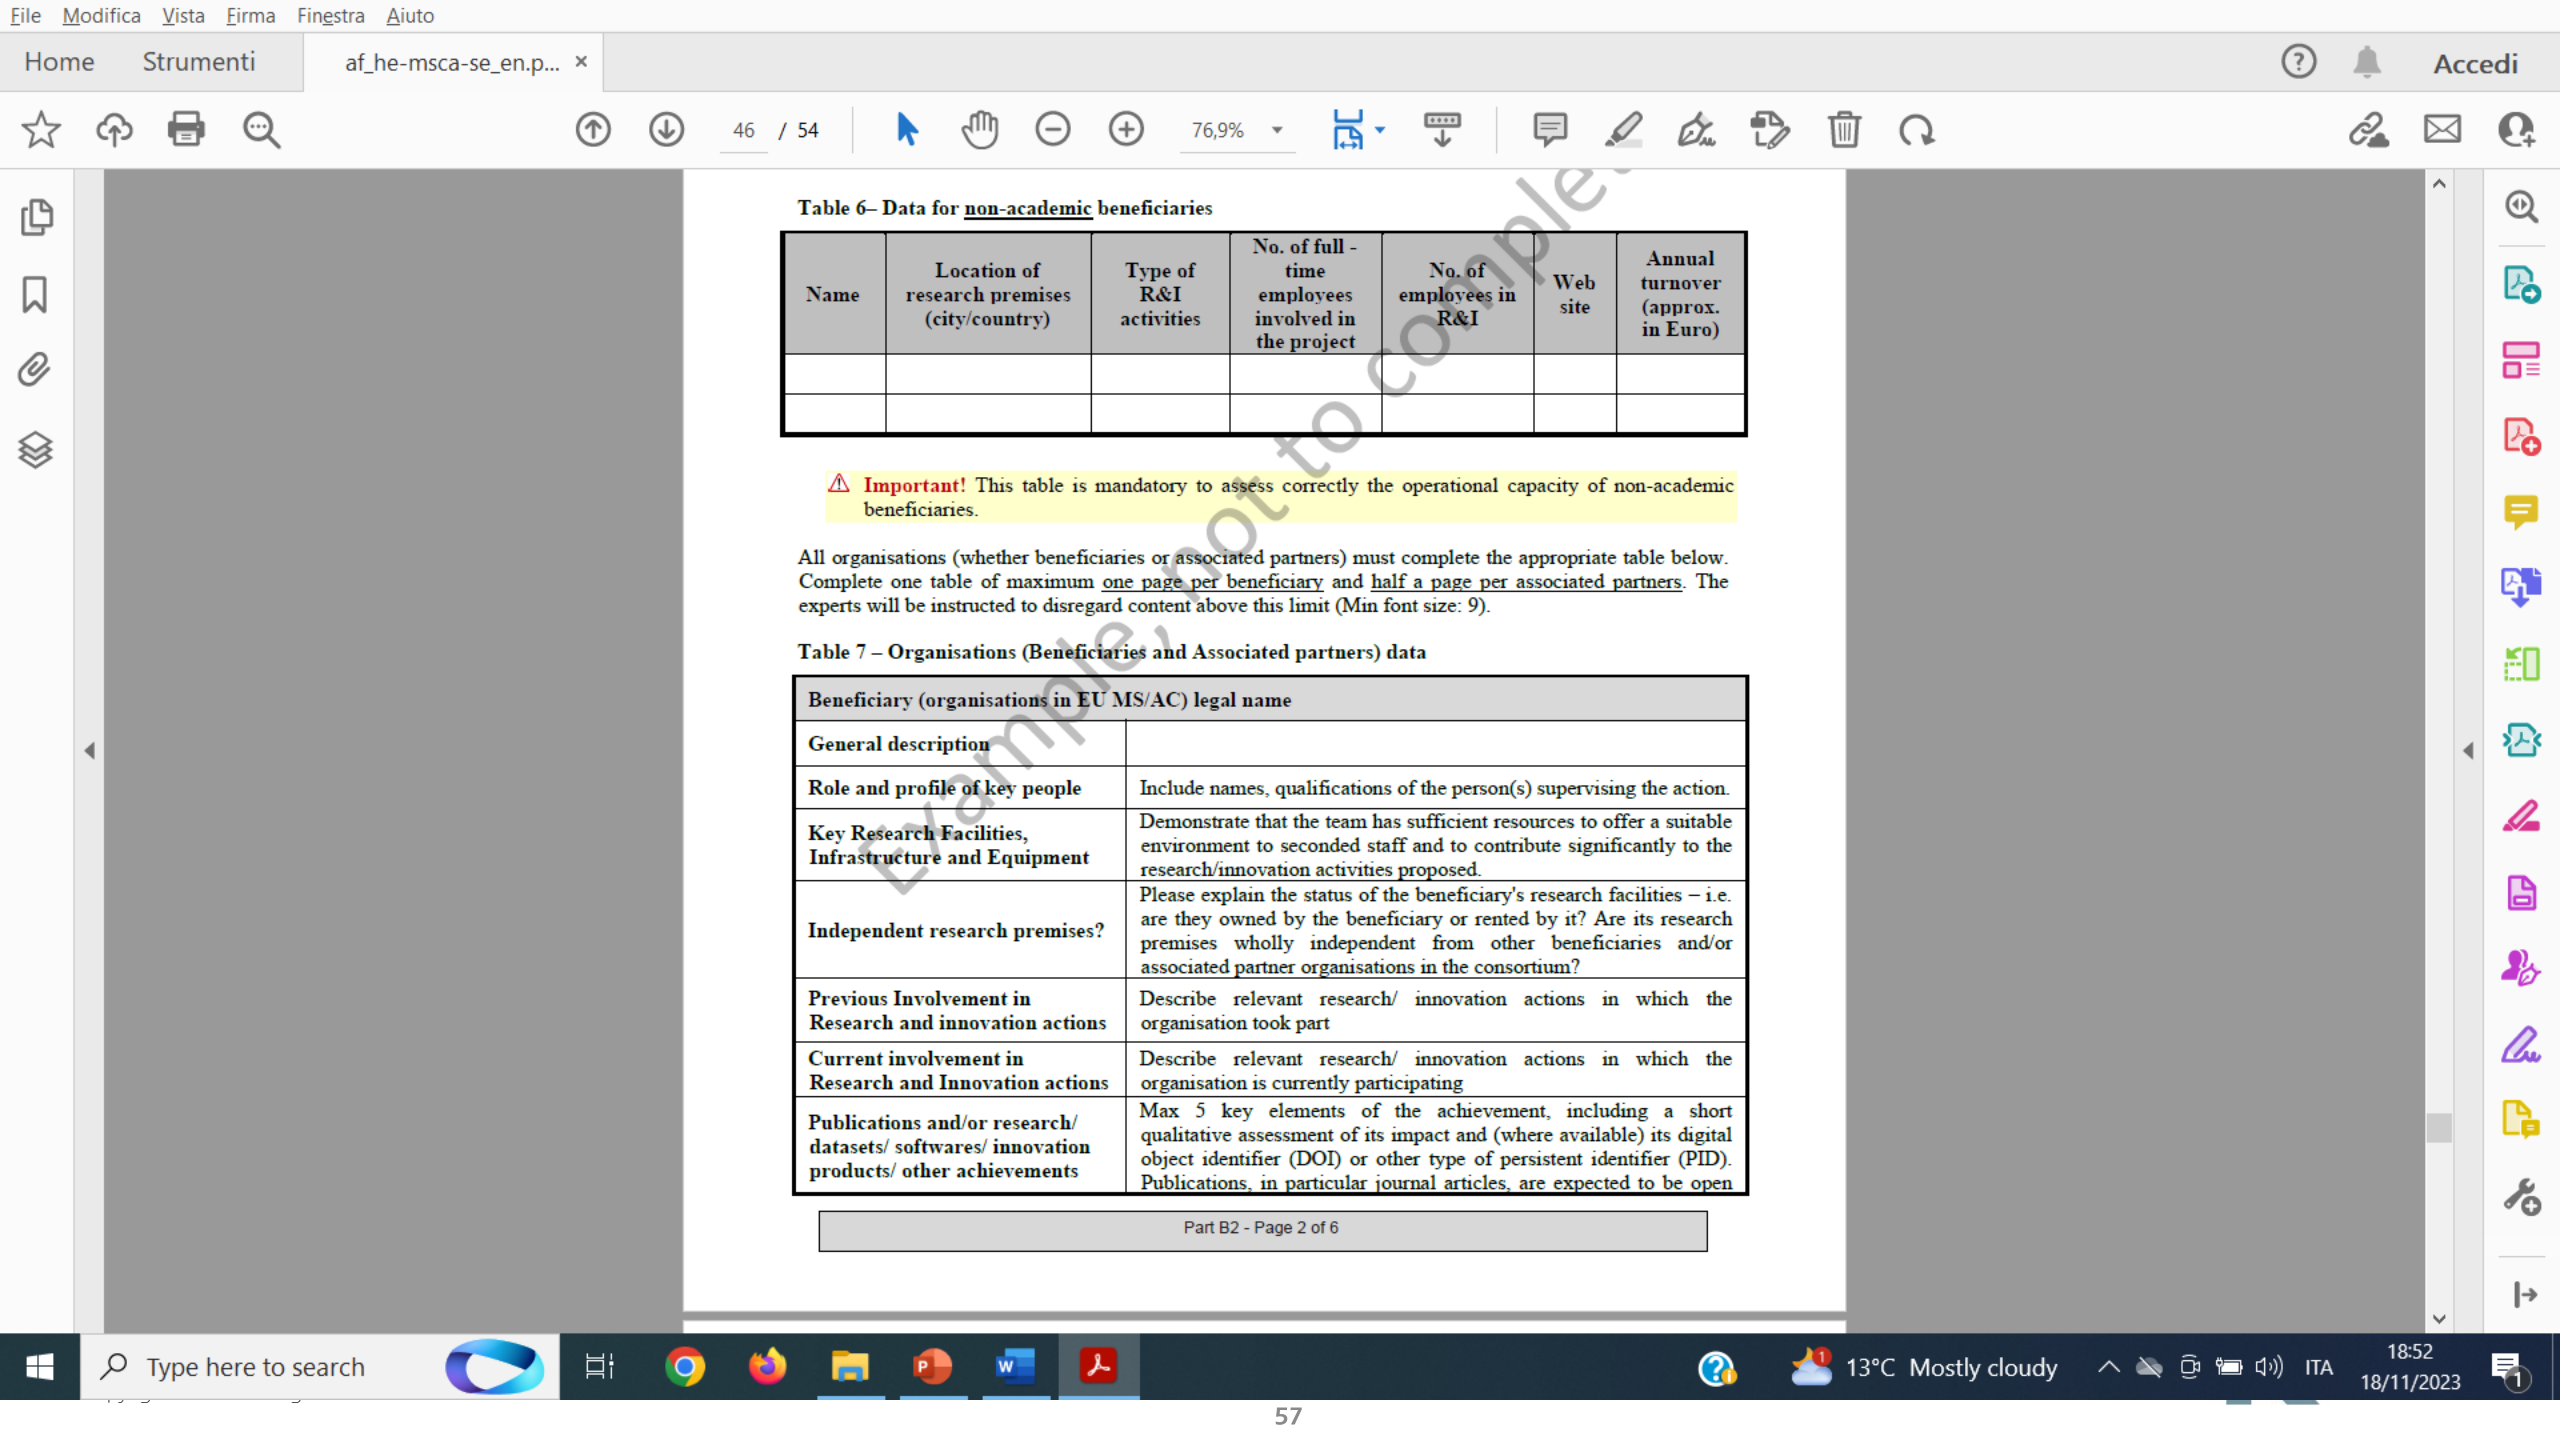 File Modifica Vista Firma Finestra Aiuto
Home Strumenti af_he-msca-se_en.p... × Accedi
46 / 54 76,9%
Table 6– Data for non-academic beneficiaries
Name
Location of research premises (city/country)
Type of R&I activities
No. of full - time employees involved in the project
No. of employees in R&I
Web site
Annual turnover (approx. in Euro)
Important! This table is mandatory to assess correctly the operational capacity of non-academic
beneficiaries.
All organisations (whether beneficiaries or associated partners) must complete the appropriate table below.
Complete one table of maximum one page per beneficiary and half a page per associated partners. The
experts will be instructed to disregard content above this limit (Min font size: 9).
Table 7 – Organisations (Beneficiaries and Associated partners) data
Beneficiary (organisations in EU MS/AC) legal name
General description
Role and profile of key people
Include names, qualifications of the person(s) supervising the action.
Key Research Facilities,
Infrastructure and Equipment
Demonstrate that the team has sufficient resources to offer a suitable
environment to seconded staff and to contribute significantly to the
research/innovation activities proposed.
Independent research premises?
Please explain the status of the beneficiary's research facilities – i.e.
are they owned by the beneficiary or rented by it? Are its research
premises wholly independent from other beneficiaries and/or
associated partner organisations in the consortium?
Previous Involvement in
Research and innovation actions
Describe relevant research/ innovation actions in which the
organisation took part
Current involvement in
Research and Innovation actions
Describe relevant research/ innovation actions in which the
organisation is currently participating
Publications and/or research/
datasets/ softwares/ innovation
products/ other achievements
Max 5 key elements of the achievement, including a short
qualitative assessment of its impact and (where available) its digital
object identifier (DOI) or other type of persistent identifier (PID).
Publications, in particular journal articles, are expected to be open
Example, not to comple
Part B2 - Page 2 of 6
Type here to search
13°C Mostly cloudy
ITA
18:52
18/11/2023
57